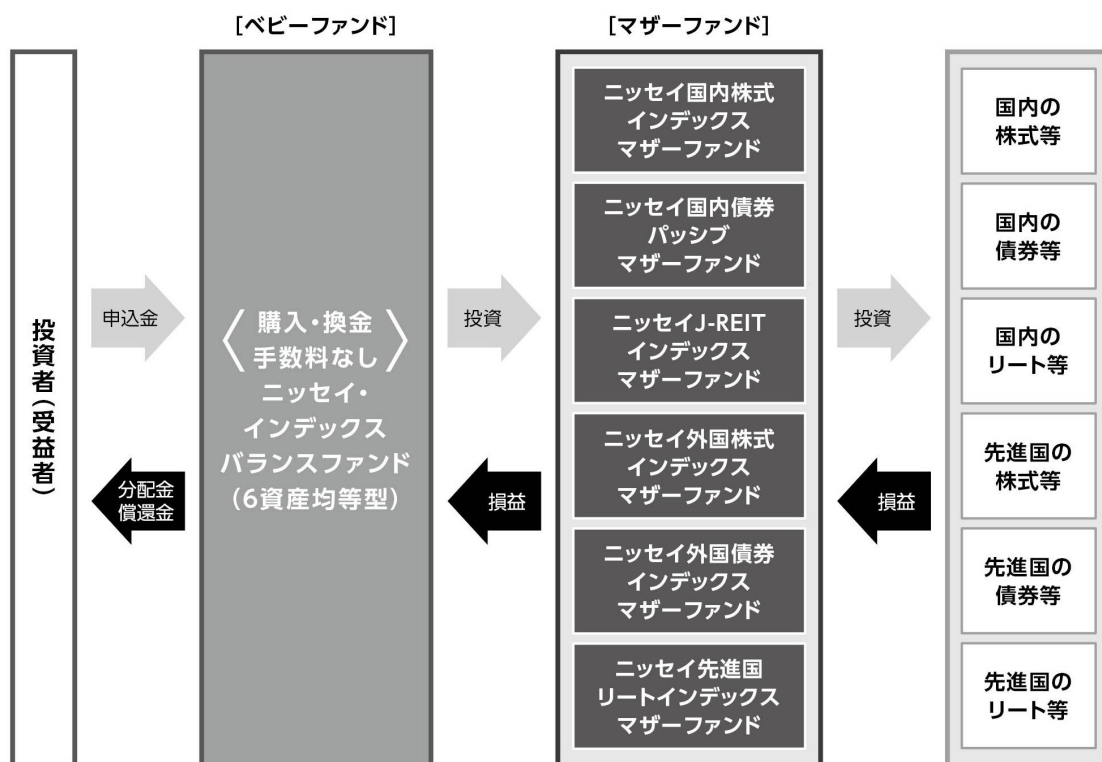 [ベビーファンド]
[マザーファンド]
投資者（受益者）
申込金
分配金
償還金
〈購入・換金
手数料なし〉
ニッセイ・
インデックス
バランスファンド
（6資産均等型）
投資
損益
ニッセイ国内株式
インデックス
マザーファンド
ニッセイ国内債券
パッシブ
マザーファンド
ニッセイJ-REIT
インデックス
マザーファンド
ニッセイ外国株式
インデックス
マザーファンド
ニッセイ外国債券
インデックス
マザーファンド
ニッセイ先進国
リートインデックス
マザーファンド
投資
損益
国内の
株式等
国内の
債券等
国内の
リート等
先進国の
株式等
先進国の
債券等
先進国の
リート等